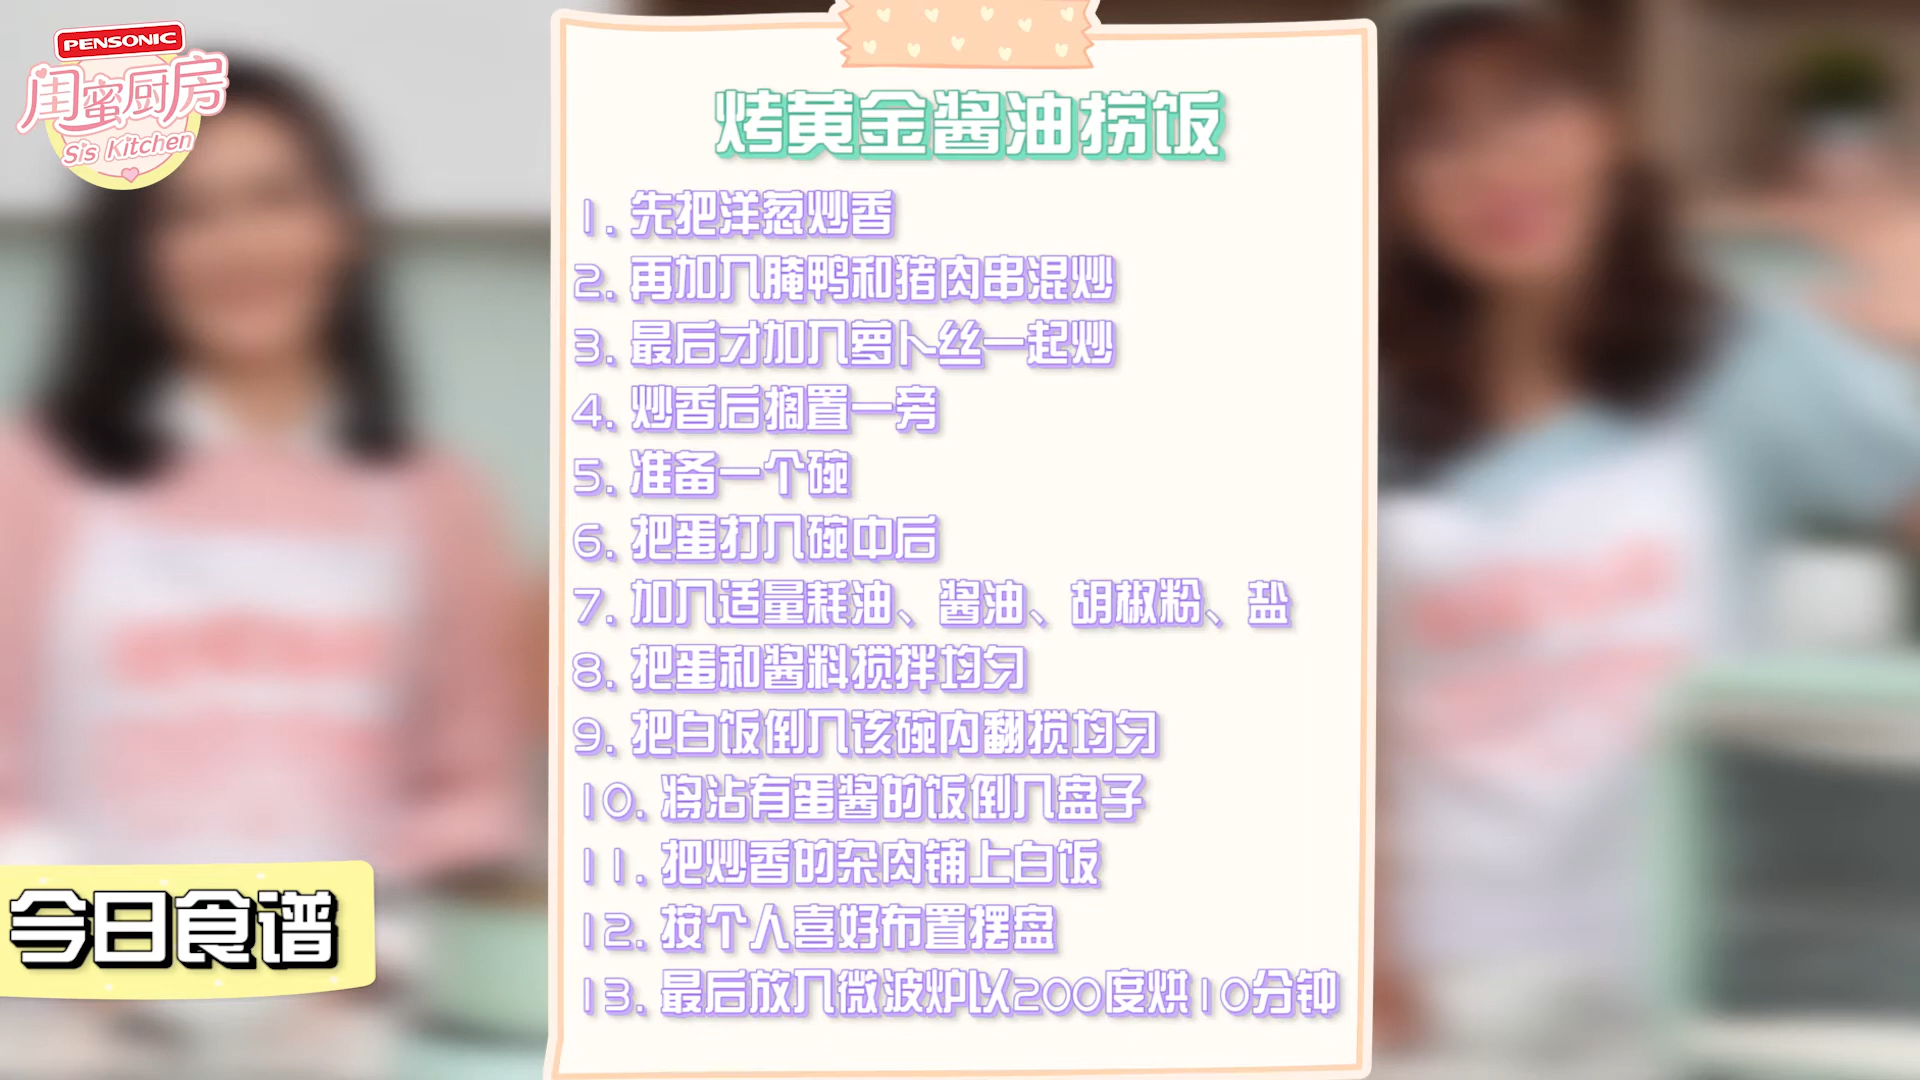 PENSONIC
闺蜜厨房
Sis Kitchen
烤黄金酱油捞饭
1. 先把洋葱炒香
2. 再加入腌鸭和猪肉串混炒
3. 最后才加入萝卜丝一起炒
4. 炒香后搁置一旁
5. 准备一个碗
6. 把蛋打入碗中后
7. 加入适量耗油、酱油、胡椒粉、盐
8. 把蛋和酱料搅拌均匀
9. 把白饭倒入该碗内翻搅均匀
10. 将沾有蛋酱的饭倒入盘子
11. 把炒香的杂肉铺上白饭
12. 按个人喜好布置摆盘
13. 最后放入微波炉以200度烘10分钟
今日食谱